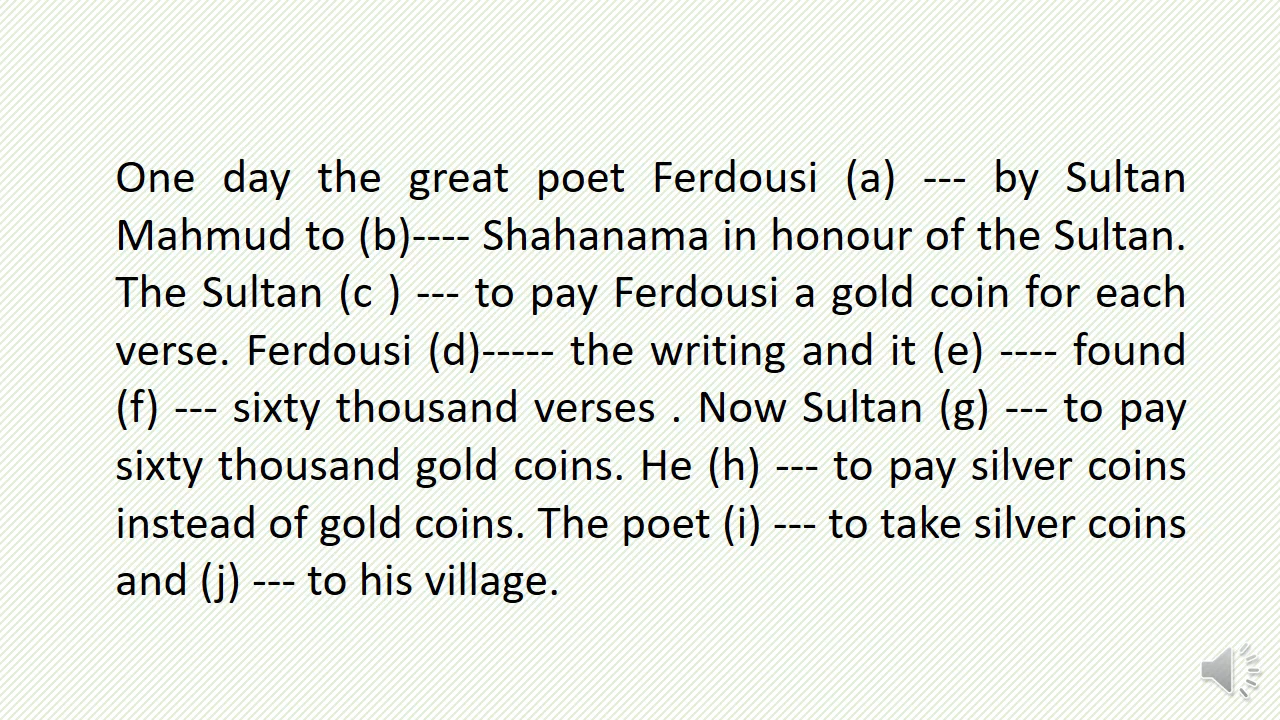 One day the great poet Ferdousi (a) --- by Sultan
Mahmud to (b)---- Shahanama in honour of the Sultan.
The Sultan (c ) --- to pay Ferdousi a gold coin for each
verse. Ferdousi (d)----- the writing and it (e) ---- found
(f) --- sixty thousand verses . Now Sultan (g) --- to pay
sixty thousand gold coins. He (h) --- to pay silver coins
instead of gold coins. The poet (i) --- to take silver coins
and (j) --- to his village.